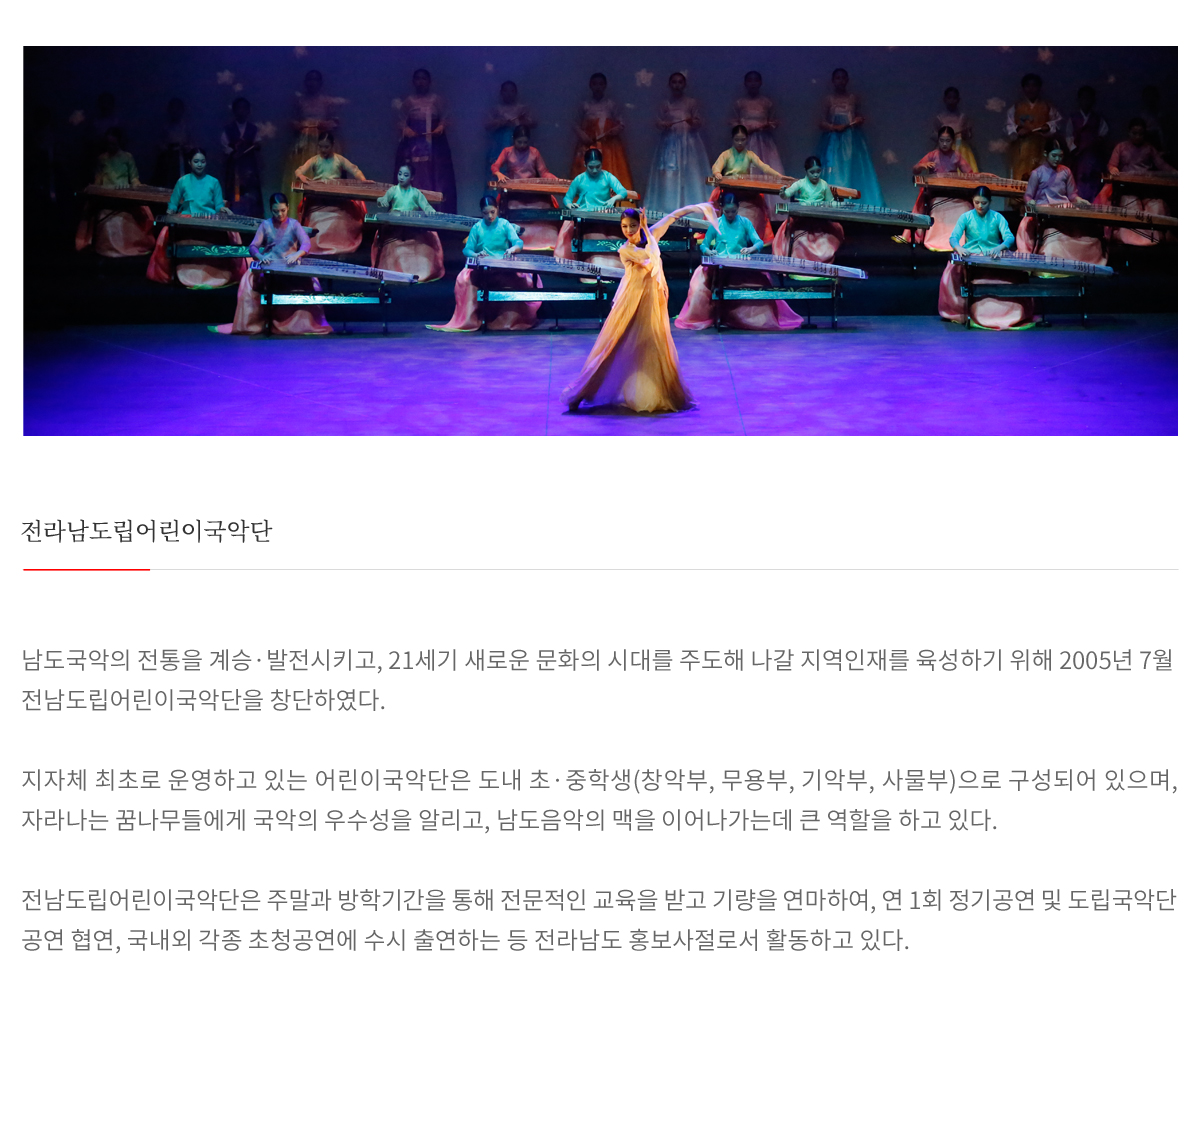 전라남도립어린이국악단
남도국악의 전통을 계승·발전시키고, 21세기 새로운 문화의 시대를 주도해 나갈 지역인재를 육성하기 위해 2005년 7월
전남도립어린이국악단을 창단하였다.
지자체 최초로 운영하고 있는 어린이국악단은 도내 초·중학생(창악부, 무용부, 기악부, 사물부)으로 구성되어 있으며,
자라나는 꿈나무들에게 국악의 우수성을 알리고, 남도음악의 맥을 이어나가는데 큰 역할을 하고 있다.
전남도립어린이국악단은 주말과 방학기간을 통해 전문적인 교육을 받고 기량을 연마하여, 연 1회 정기공연 및 도립국악단
공연 협연, 국내외 각종 초청공연에 수시 출연하는 등 전라남도 홍보사절로서 활동하고 있다.